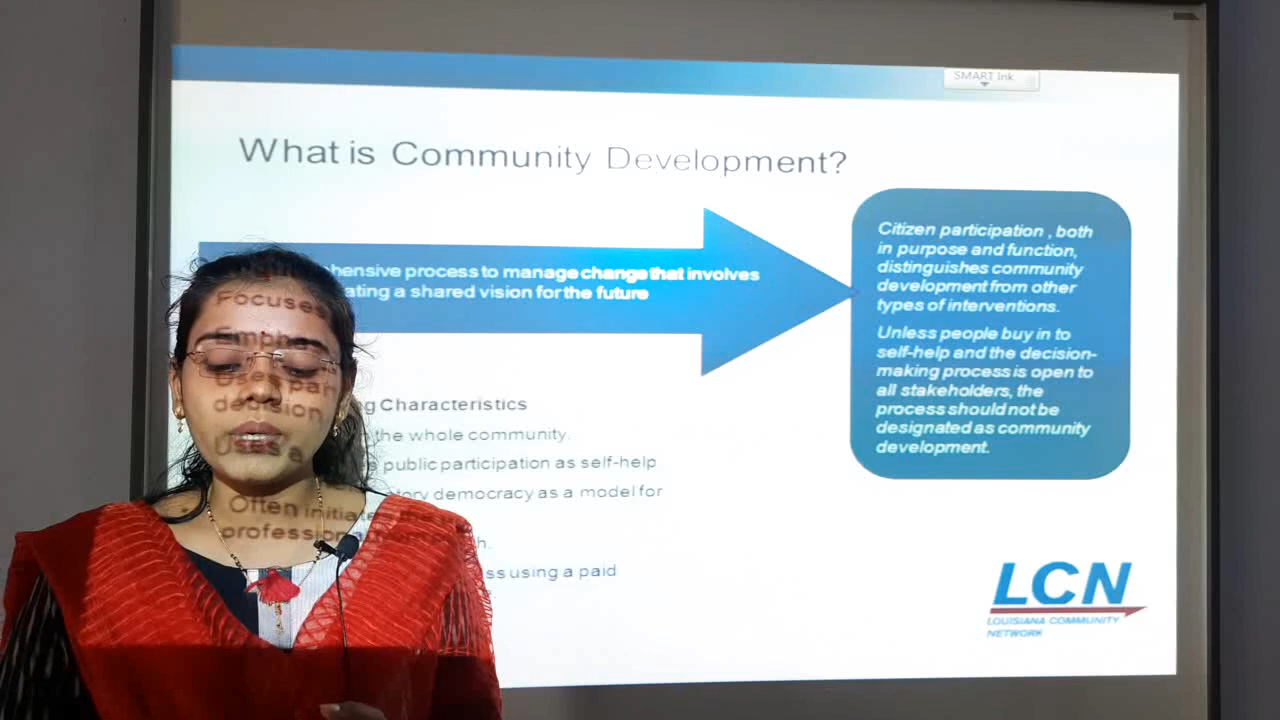 SMART Ink
What is Community Development?
hensive process to manage change that involves
ating a shared vision for the future
Citizen participation , both
in purpose and function,
distinguishes community
development from other
types of interventions.
Unless people buy in to
self-help and the decision-
making process is open to
all stakeholders, the
process should not be
designated as community
development.
g Characteristics
Focuses the whole community.
public participation as self-help
tory democracy as a model for
decision
Uses a h.
Often initiates ss using a paid
profession
LCN
LOUISIANA COMMUNITY
NETWORK